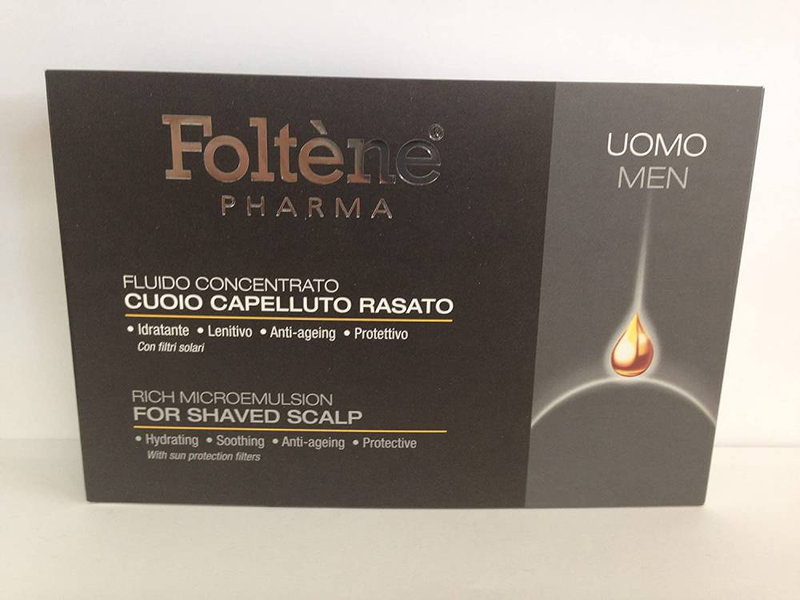 Foltène®
PHARMA
UOMO
MEN
FLUIDO CONCENTRATO
CUOIO CAPELLUTO RASATO
• Idratante • Lenitivo • Anti-ageing • Protettivo
Con filtri solari
RICH MICROEMULSION
FOR SHAVED SCALP
• Hydrating • Soothing • Anti-ageing • Protective
With sun protection filters